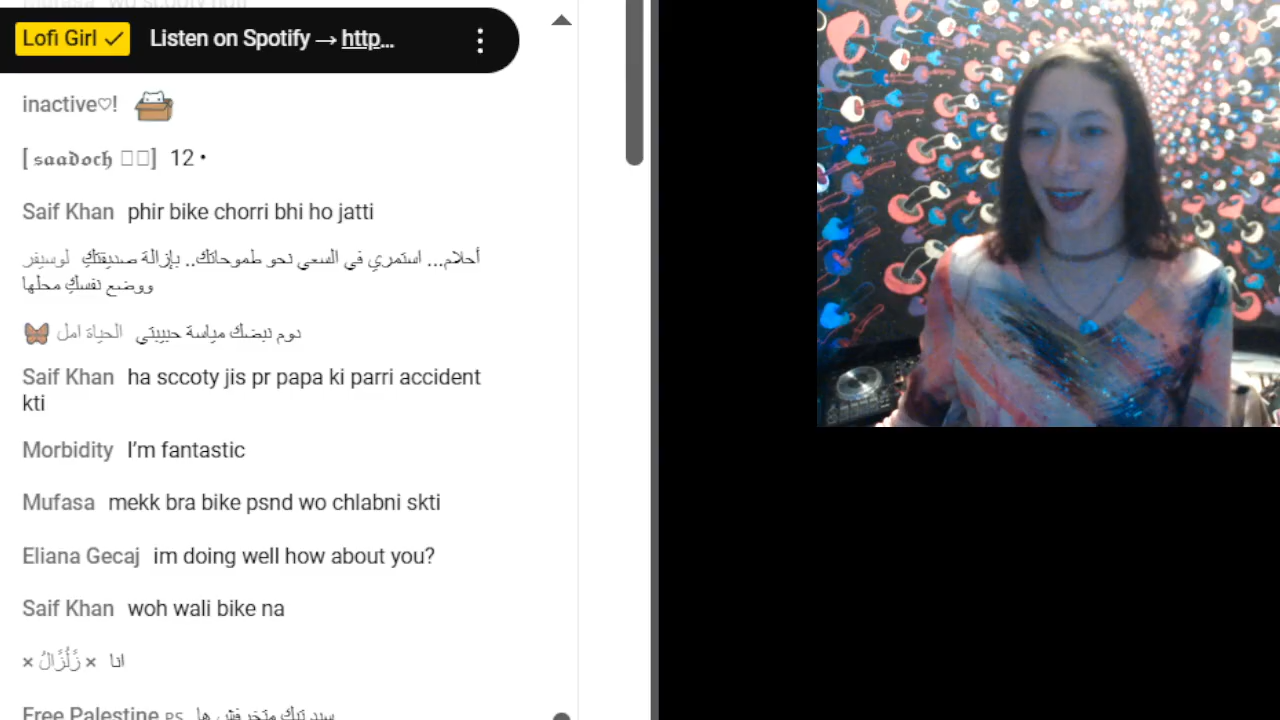 Lofi Girl ✓ Listen on Spotify → http...
inactive♡!
[ 𝖘𝖆𝖆𝖉𝖔𝖈𝖍 ] 12 •
Saif Khan phir bike chorri bhi ho jatti
لوسيفر أحلام... استمري في السعي نحو طموحاتك.. بإزالة صديقتكِ
ووضع نفسكِ محلها
الحياة امل دوم نبضك مياسة حبيبتي
Saif Khan ha sccoty jis pr papa ki parri accident
kti
Morbidity I'm fantastic
Mufasa mekk bra bike psnd wo chlabni skti
Eliana Gecaj im doing well how about you?
Saif Khan woh wali bike na
× زَلْزَالُ × انا
Free Palestine PS